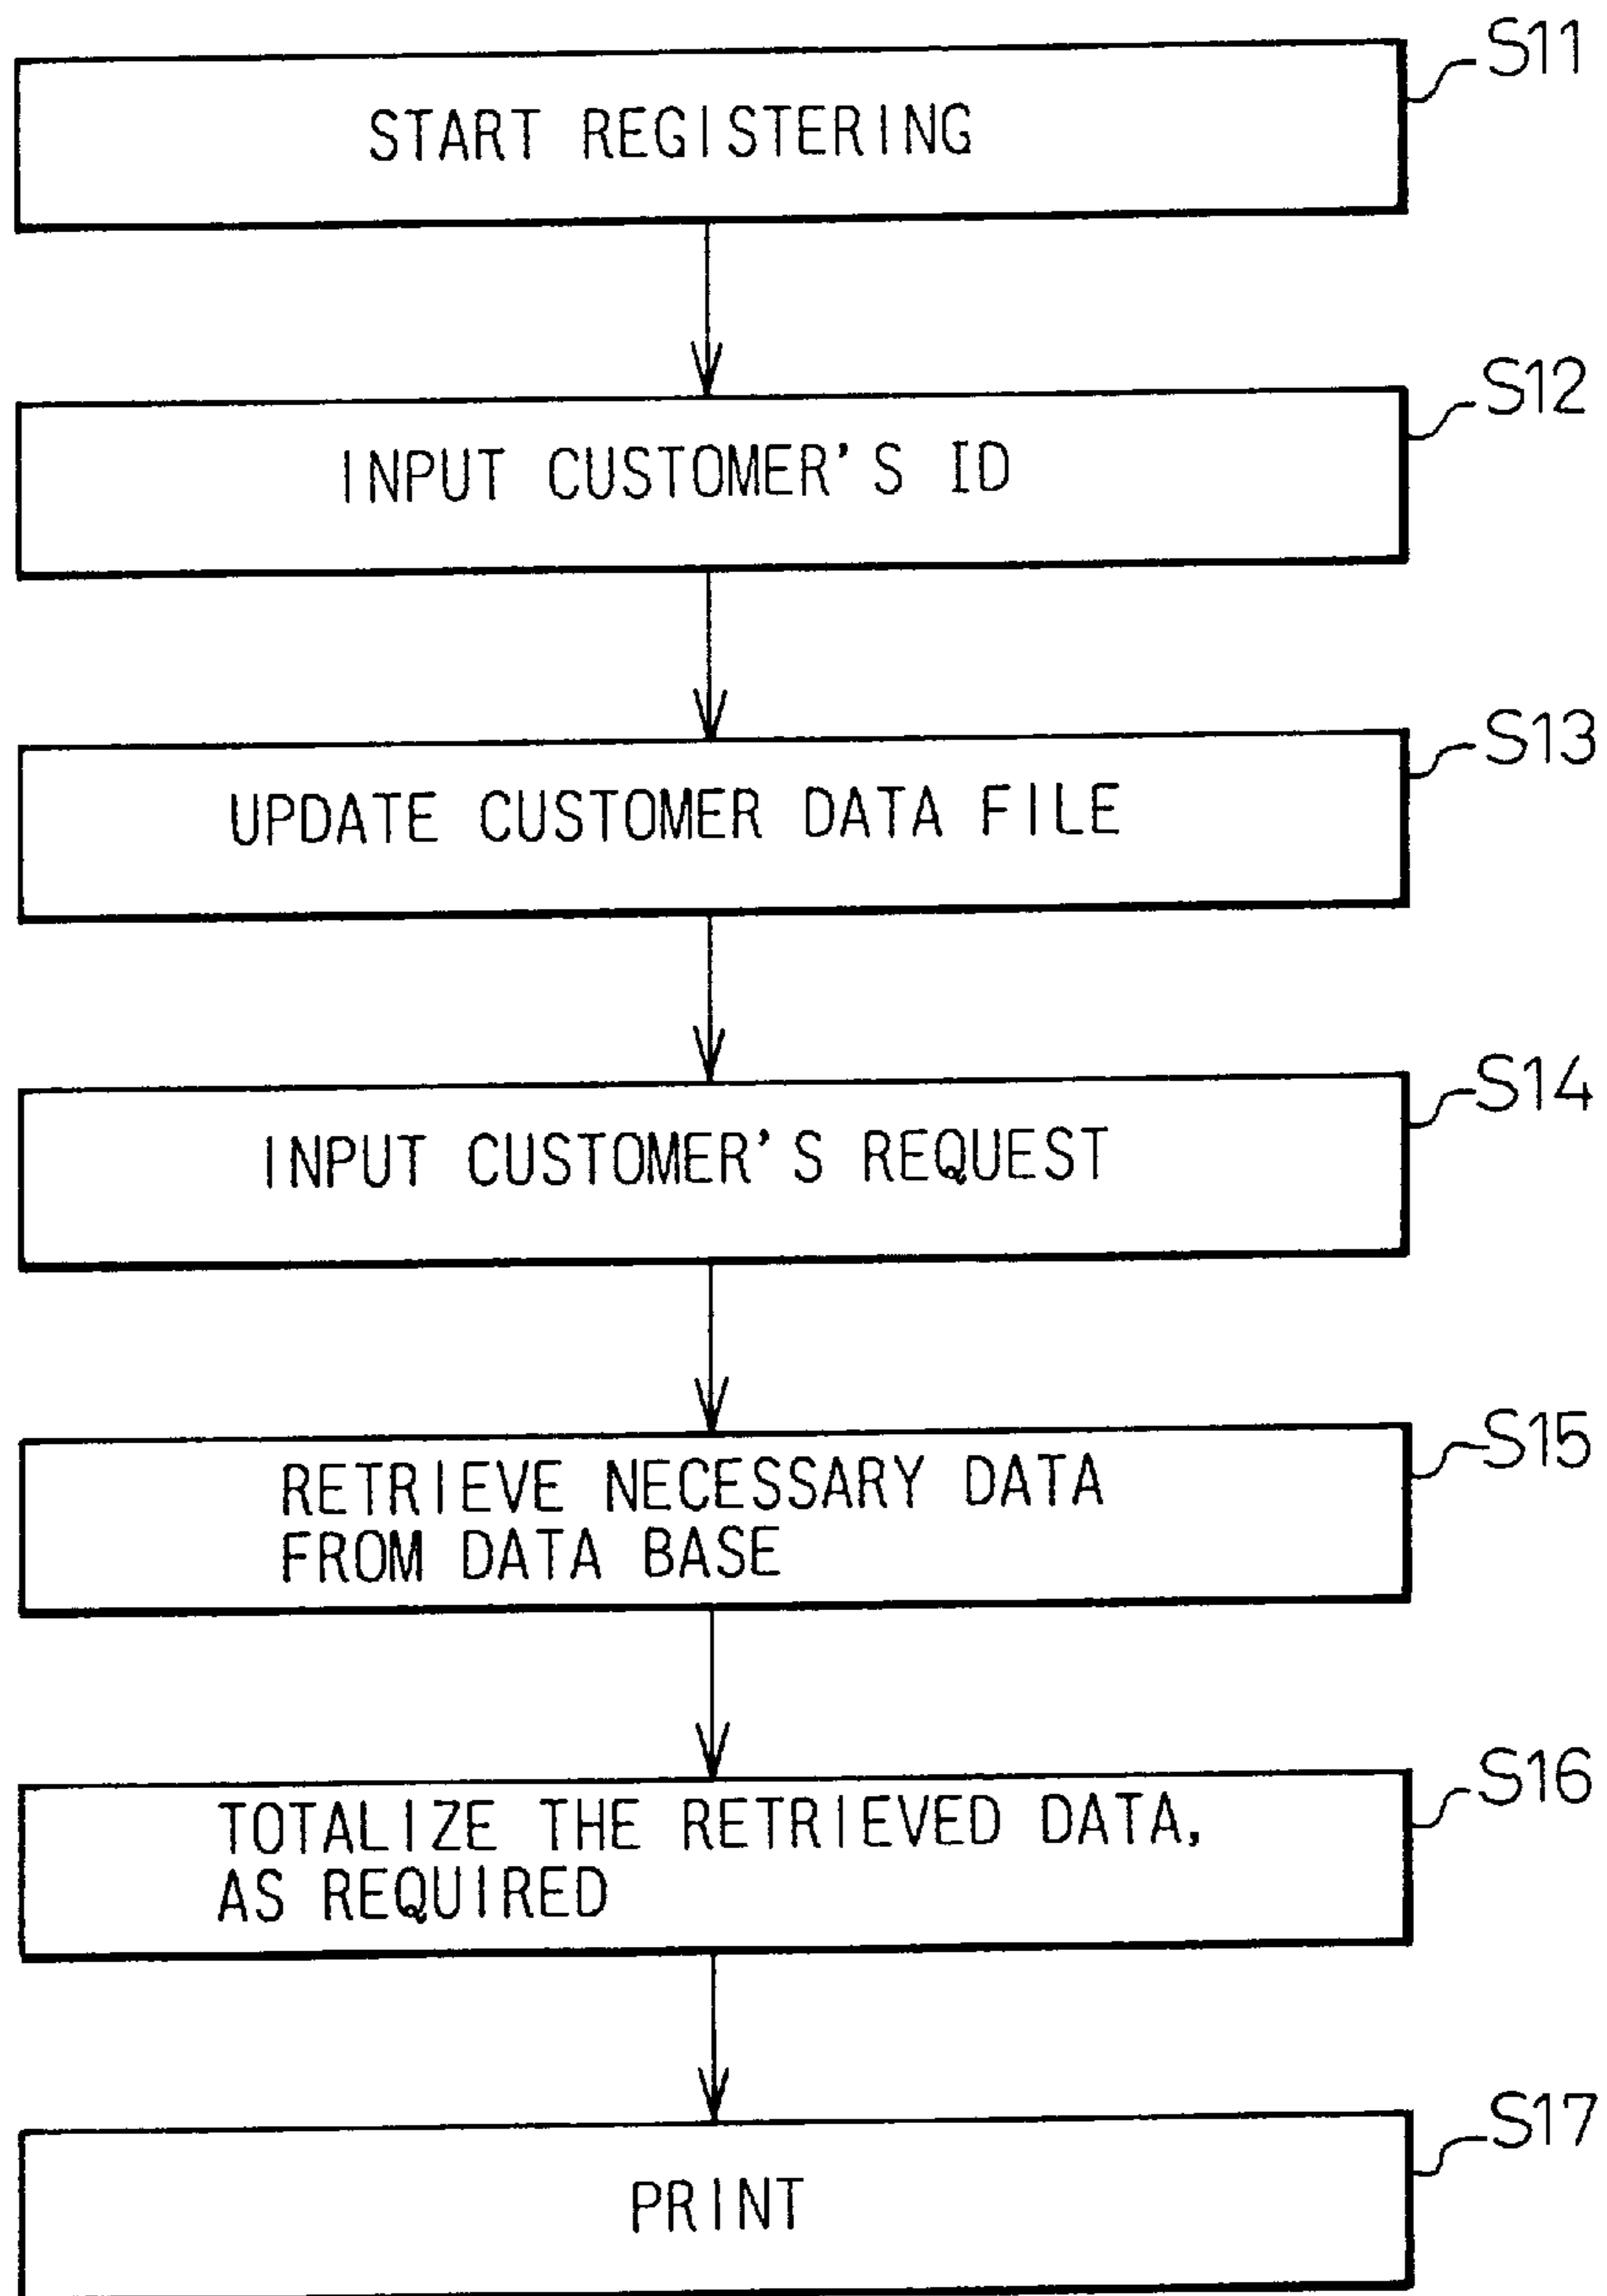 START REGISTERING
S11
INPUT CUSTOMER'S ID
S12
UPDATE CUSTOMER DATA FILE
S13
INPUT CUSTOMER'S REQUEST
S14
RETRIEVE NECESSARY DATA
FROM DATA BASE
S15
TOTALIZE THE RETRIEVED DATA,
AS REQUIRED
S16
PRINT
S17